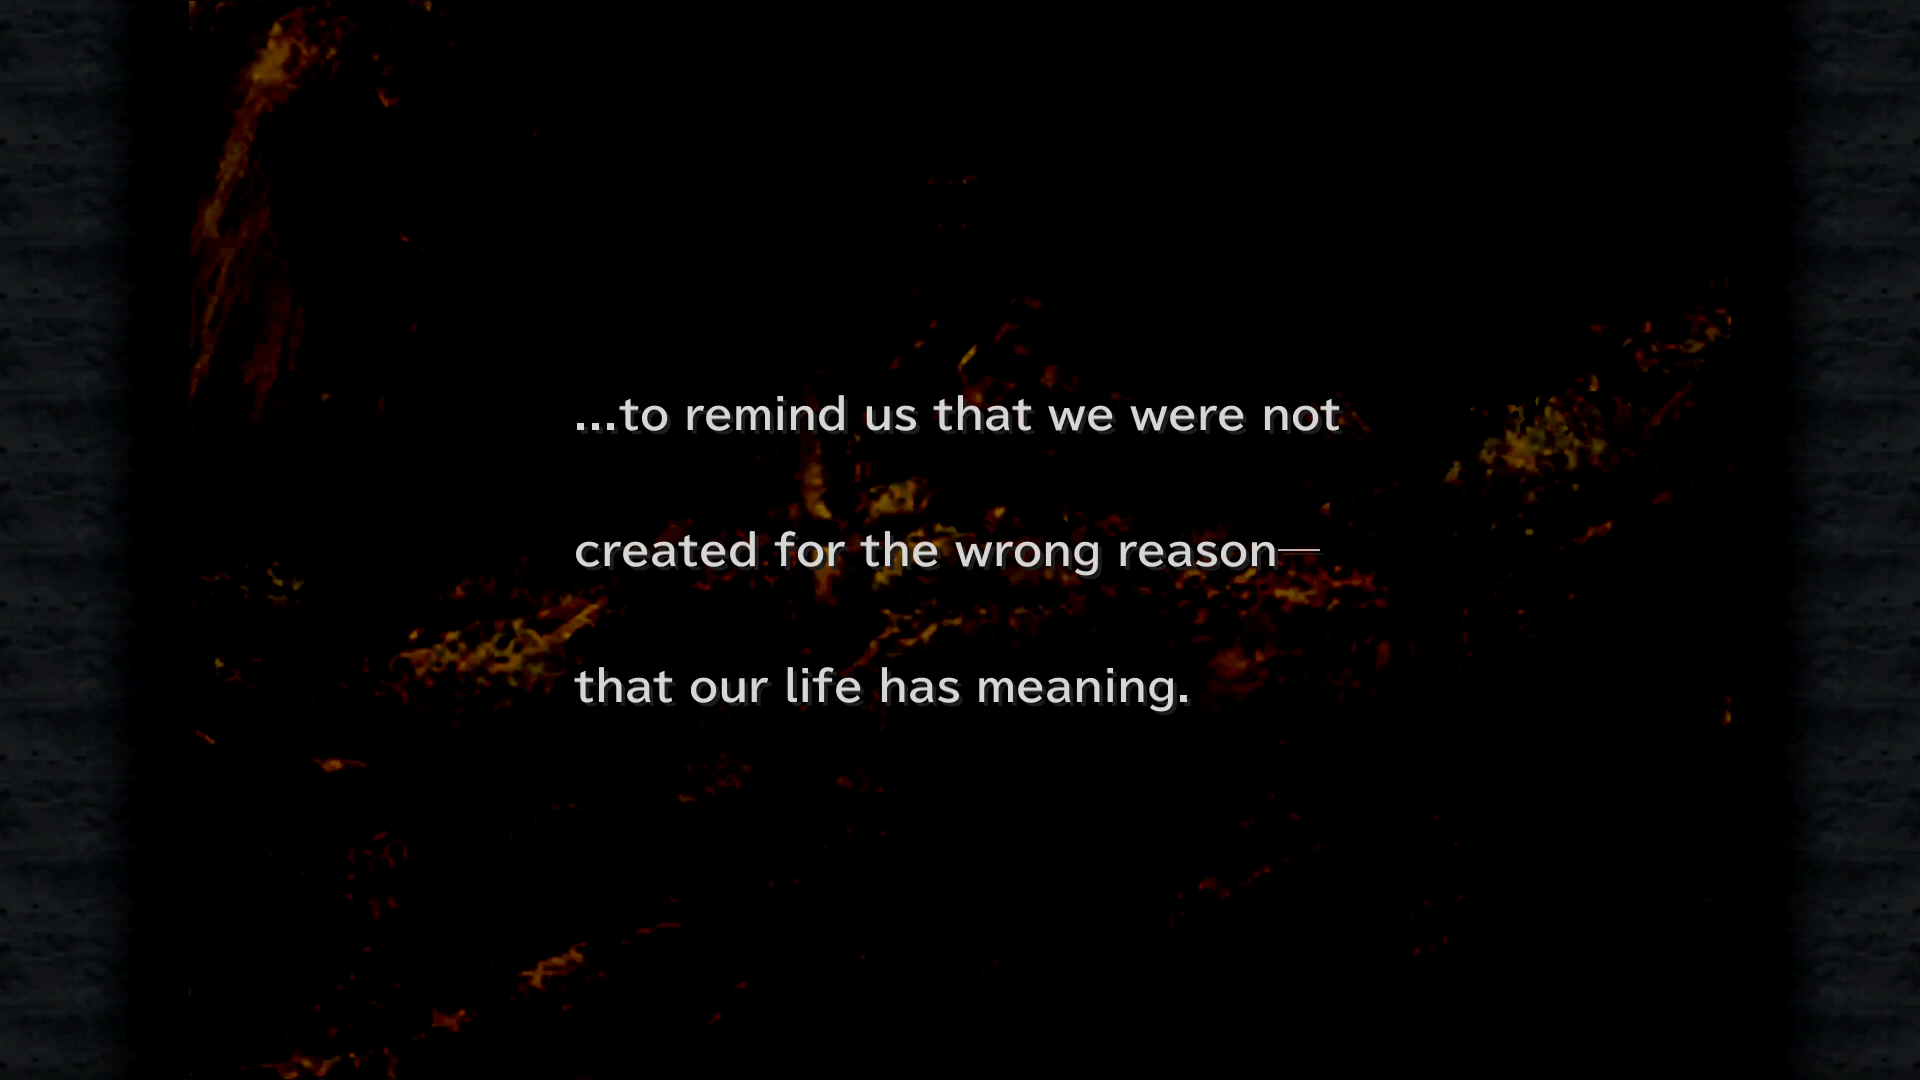 ...to remind us that we were not
created for the wrong reason—
that our life has meaning.